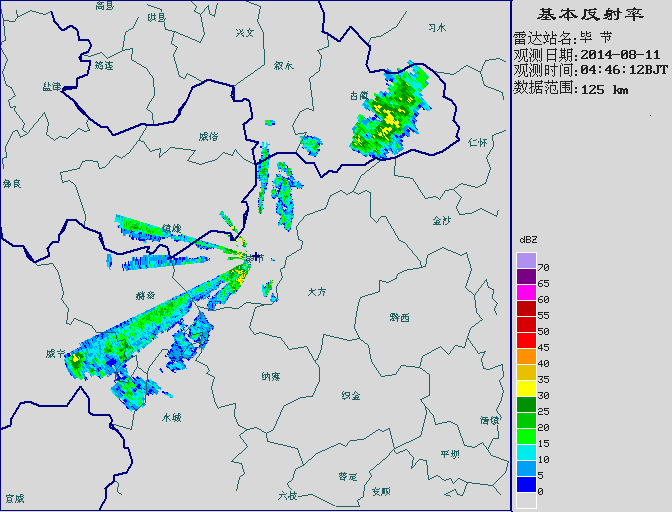 基本反射率
雷达站名:毕 节
观测日期:2014-08-11
观测时间:04:46:12BJT
数据范围:125 km
高县
珙县
兴文
习水
筠连
叙永
盐津
古蔺
威信
仁怀
彝良
金沙
镇雄
毕节
大方
赫章
黔西
威宁
纳雍
织金
水城
清镇
平坝
普定
安顺
六枝
宣威
dBZ
70
65
60
55
50
45
40
35
30
25
20
15
10
5
0